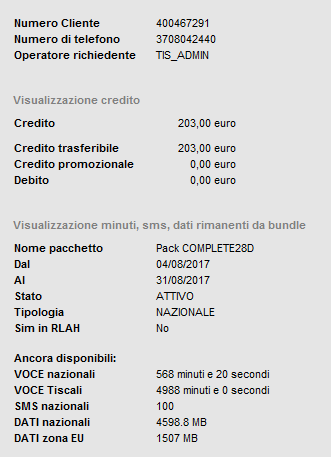 Numero Cliente 400467291
Numero di telefono 3708042440
Operatore richiedente TIS_ADMIN
Visualizzazione credito
Credito 203,00 euro
Credito trasferibile 203,00 euro
Credito promozionale 0,00 euro
Debito 0,00 euro
Visualizzazione minuti, sms, dati rimanenti da bundle
Nome pacchetto Pack COMPLETE28D
Dal 04/08/2017
Al 31/08/2017
Stato ATTIVO
Tipologia NAZIONALE
Sim in RLAH No
Ancora disponibili:
VOCE nazionali 568 minuti e 20 secondi
VOCE Tiscali 4988 minuti e 0 secondi
SMS nazionali 100
DATI nazionali 4598.8 MB
DATI zona EU 1507 MB